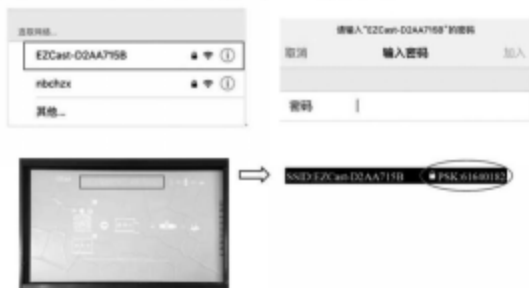 选取网络...
EZCast-D2AA715B
nbchzx
其他...
请输入“EZCast-D2AA715B”的密码
取消 输入密码 加入
密码
SSID:EZCast-D2AA715B PSK:61640182